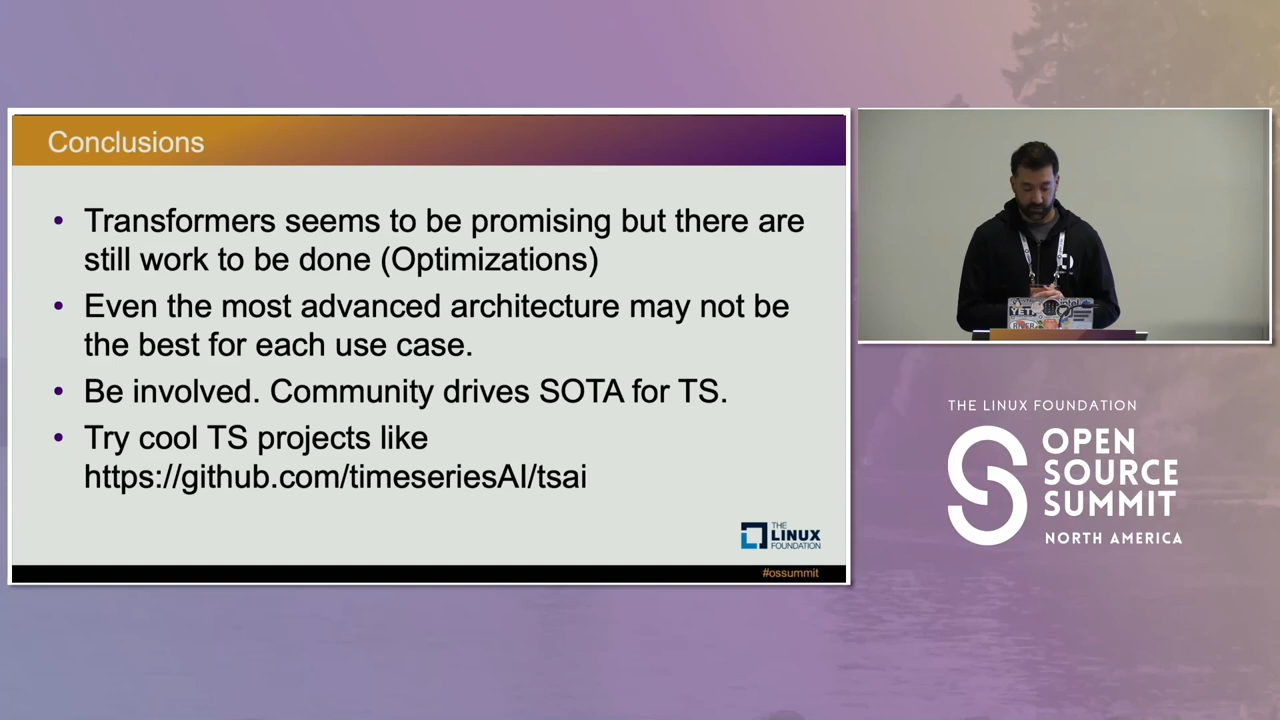 Conclusions
• Transformers seems to be promising but there are
still work to be done (Optimizations)
• Even the most advanced architecture may not be
the best for each use case.
• Be involved. Community drives SOTA for TS.
• Try cool TS projects like
https://github.com/timeseriesAI/tsai
THE
LINUX
FOUNDATION
#ossummit
YETI
intel
THE LINUX FOUNDATION
OPEN
SOURCE
SUMMIT
NORTH AMERICA